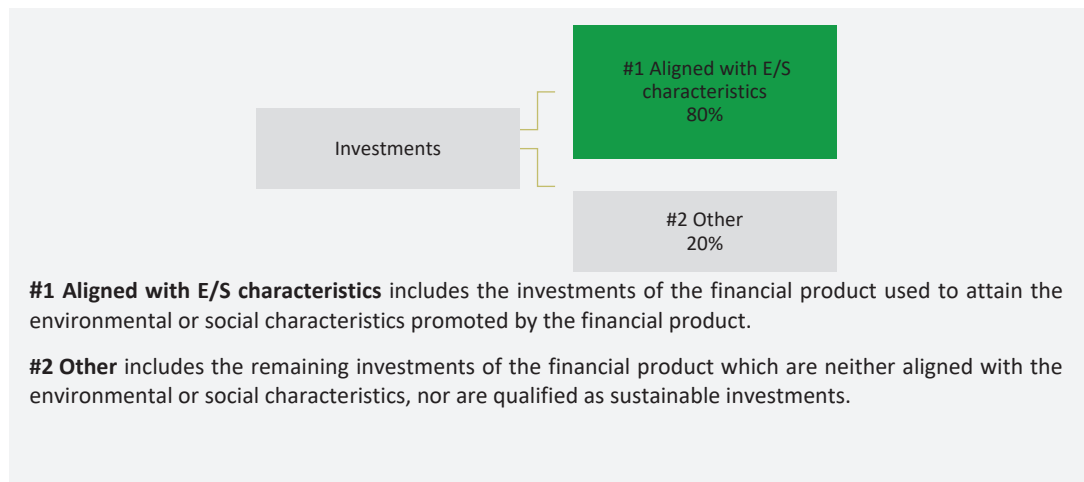 #1 Aligned with E/S
characteristics
80%
Investments
#2 Other
20%
#1 Aligned with E/S characteristics includes the investments of the financial product used to attain the
environmental or social characteristics promoted by the financial product.
#2 Other includes the remaining investments of the financial product which are neither aligned with the
environmental or social characteristics, nor are qualified as sustainable investments.